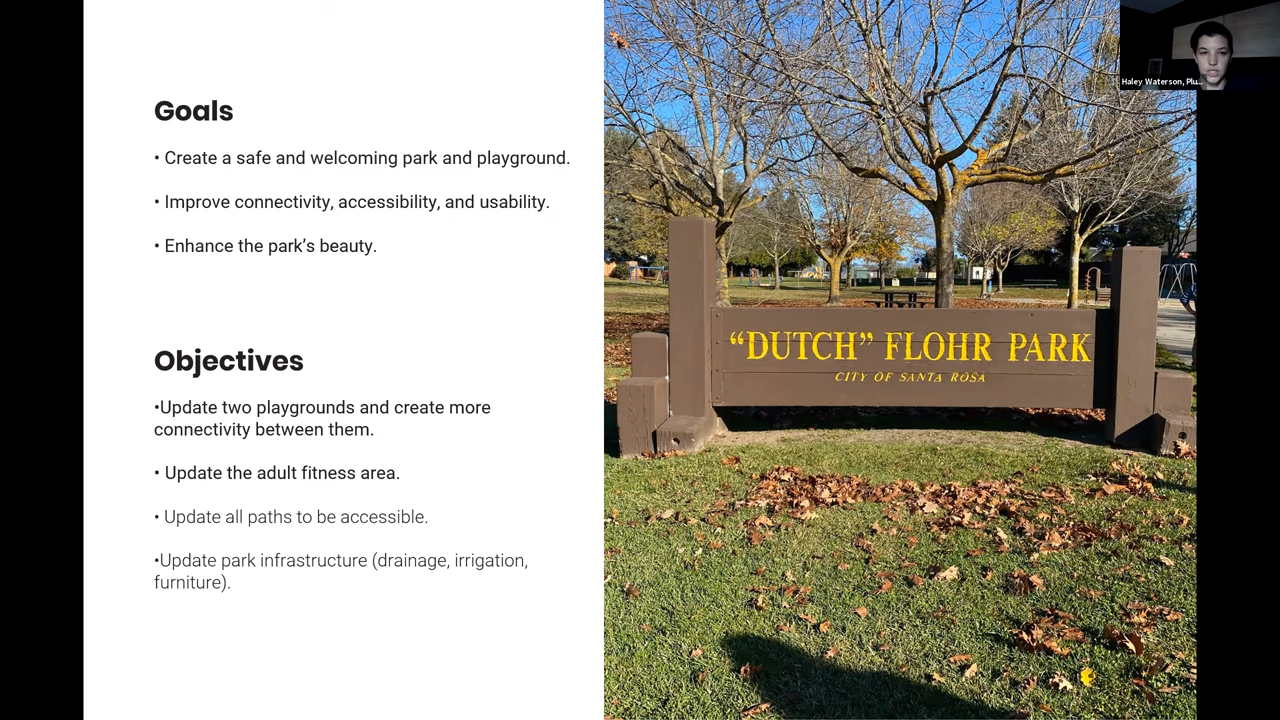 Goals
• Create a safe and welcoming park and playground.
• Improve connectivity, accessibility, and usability.
• Enhance the park’s beauty.
Objectives
•Update two playgrounds and create more
connectivity between them.
• Update the adult fitness area.
• Update all paths to be accessible.
•Update park infrastructure (drainage, irrigation,
furniture).
“DUTCH” FLOHR PARK
CITY OF SANTA ROSA
Haley Waterson, Plu...